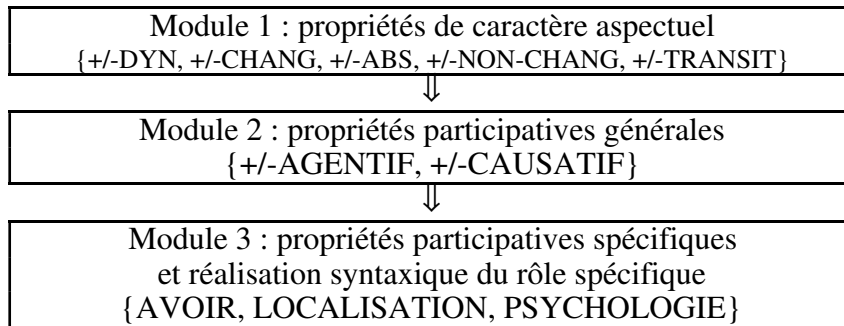 Module 1 : propriétés de caractère aspectuel
{+/-DYN, +/-CHANG, +/-ABS, +/-NON-CHANG, +/-TRANSIT}
⇓
Module 2 : propriétés participatives générales
{+/-AGENTIF, +/-CAUSATIF}
⇓
Module 3 : propriétés participatives spécifiques
et réalisation syntaxique du rôle spécifique
{AVOIR, LOCALISATION, PSYCHOLOGIE}